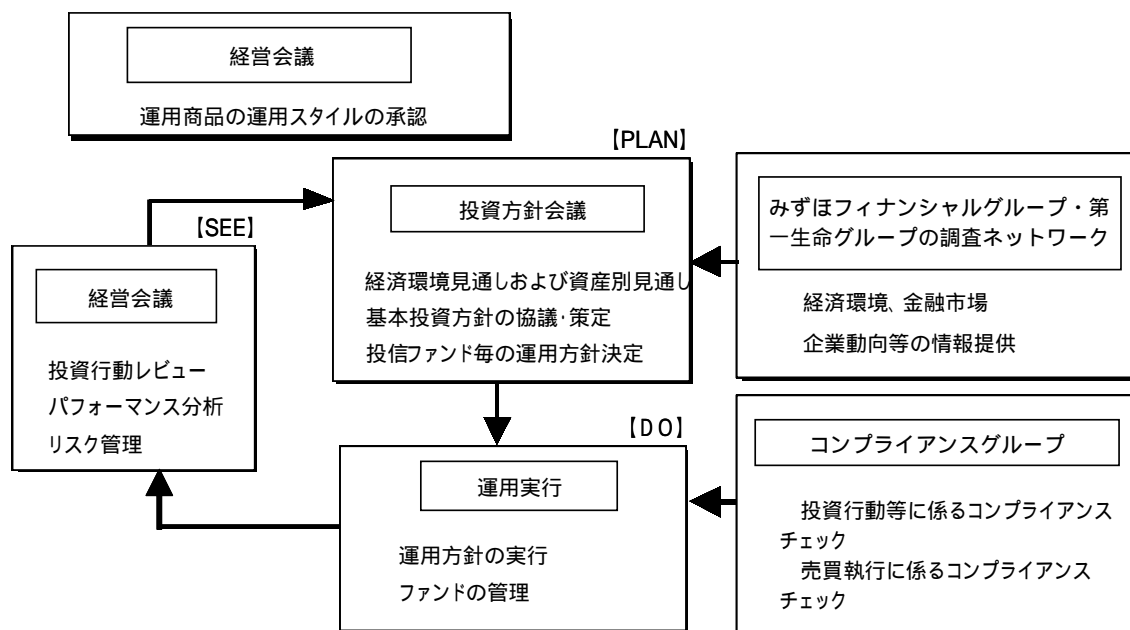 経営会議
運用商品の運用スタイルの承認
【PLAN】
投資方針会議
経済環境見通しおよび資産別見通し
基本投資方針の協議･策定
投信ファンド毎の運用方針決定
みずほフィナンシャルグループ・第
一生命グループの調査ネットワーク
経済環境、金融市場
企業動向等の情報提供
【SEE】
経営会議
投資行動レビュー
パフォーマンス分析
リスク管理
【DO】
運用実行
運用方針の実行
ファンドの管理
コンプライアンスグループ
投資行動等に係るコンプライアンス
チェック
売買執行に係るコンプライアンス
チェック